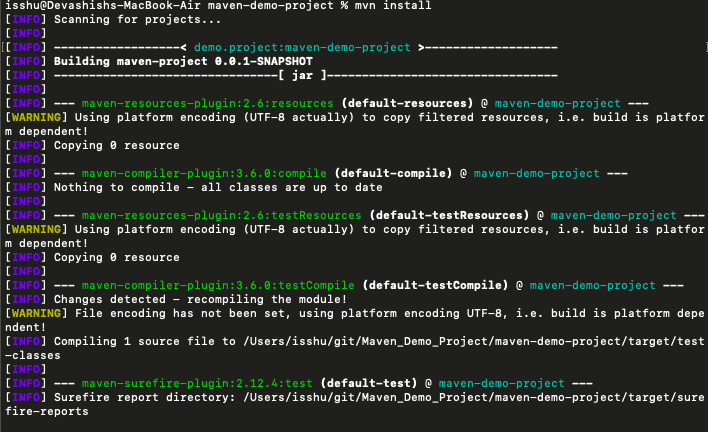 isshu@Devashishs-MacBook-Air maven-demo-project % mvn install
[INFO] Scanning for projects...
[INFO]
[INFO] ------------------< demo.project:maven-demo-project >-------------------
[INFO] Building maven-project 0.0.1-SNAPSHOT
[INFO] --------------------------------[ jar ]---------------------------------
[INFO]
[INFO] --- maven-resources-plugin:2.6:resources (default-resources) @ maven-demo-project ---
[WARNING] Using platform encoding (UTF-8 actually) to copy filtered resources, i.e. build is platfor
m dependent!
[INFO] Copying 0 resource
[INFO]
[INFO] --- maven-compiler-plugin:3.6.0:compile (default-compile) @ maven-demo-project ---
[INFO] Nothing to compile - all classes are up to date
[INFO]
[INFO] --- maven-resources-plugin:2.6:testResources (default-testResources) @ maven-demo-project ---
[WARNING] Using platform encoding (UTF-8 actually) to copy filtered resources, i.e. build is platfor
m dependent!
[INFO] Copying 0 resource
[INFO]
[INFO] --- maven-compiler-plugin:3.6.0:testCompile (default-testCompile) @ maven-demo-project ---
[INFO] Changes detected - recompiling the module!
[WARNING] File encoding has not been set, using platform encoding UTF-8, i.e. build is platform depe
ndent!
[INFO] Compiling 1 source file to /Users/isshu/git/Maven_Demo_Project/maven-demo-project/target/test
-classes
[INFO]
[INFO] --- maven-surefire-plugin:2.12.4:test (default-test) @ maven-demo-project ---
[INFO] Surefire report directory: /Users/isshu/git/Maven_Demo_Project/maven-demo-project/target/sure
fire-reports